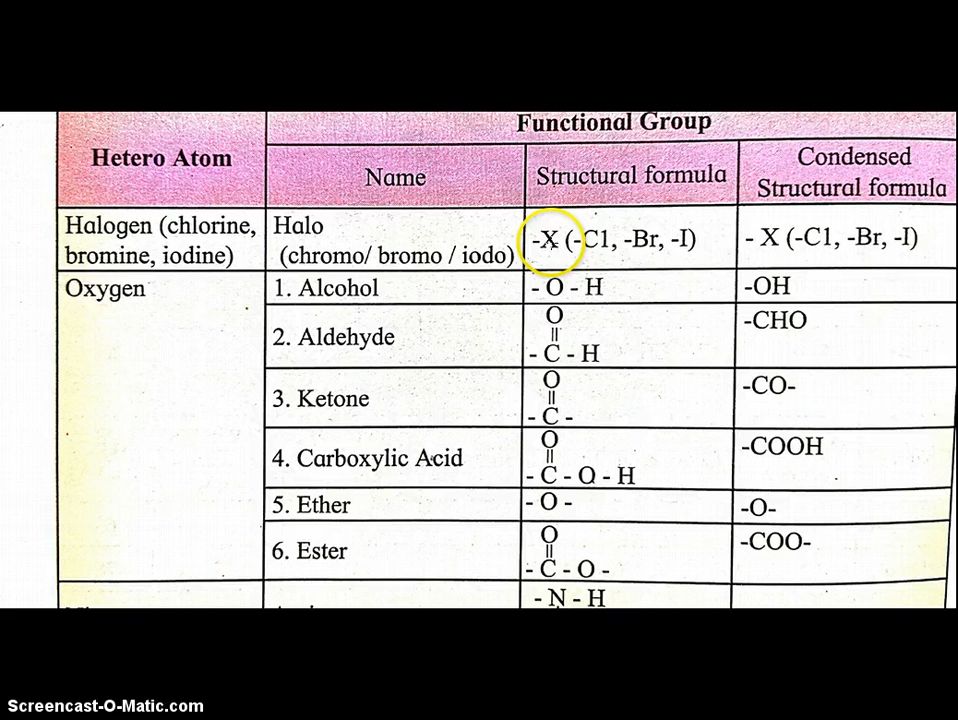 Functional Group
Hetero Atom
Name
Structural formula
Condensed
Structural formula
Halogen (chlorine,
bromine, iodine)
Halo
(chromo/ bromo / iodo)
-X (-C1, -Br, -I)
- X (-C1, -Br, -I)
Oxygen
1. Alcohol
- O - H
-OH
2. Aldehyde
O
=
- C - H
-CHO
3. Ketone
O
=
- C -
-CO-
4. Carboxylic Acid
O
=
- C - O - H
-COOH
5. Ether
- O -
-O-
6. Ester
O
=
- C - O -
-COO-
- N - H
Screencast-O-Matic.com